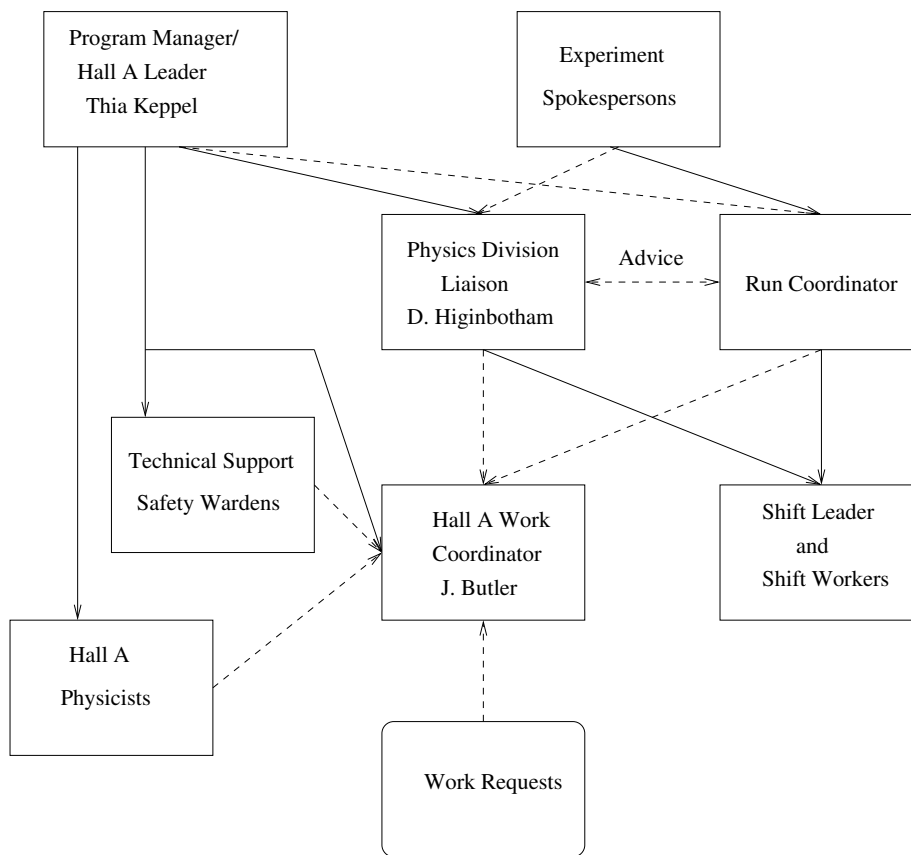 Program Manager/
Hall A Leader
Thia Keppel
Experiment
Spokespersons
Physics Division
Liaison
D. Higinbotham
Advice
Run Coordinator
Technical Support
Safety Wardens
Hall A Work
Coordinator
J. Butler
Shift Leader
and
Shift Workers
Hall A
Physicists
Work Requests